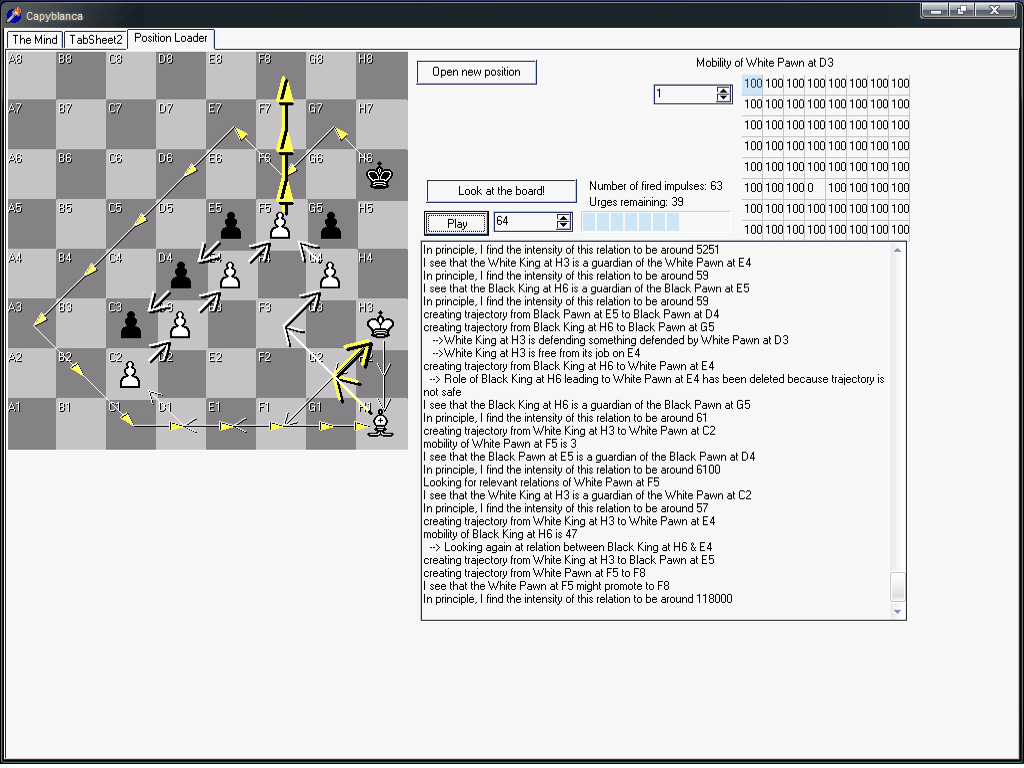 Capyblanca
The Mind TabSheet2 Position Loader
A8 B8 C8 D8 E8 F8 G8 H8
A7 B7 C7 D7 E7 F7 G7 H7
A6 B6 C6 D6 E6 F6 G6 H6
A5 B5 C5 D5 E5 F5 G5 H5
A4 B4 C4 D4 G4 H4
A3 B3 C3 F3 H3
A2 B2 C2 D2 E2 F2 G2
A1 B1 C1 D1 E1 F1 G1 H1
Open new position
Mobility of White Pawn at D3
1
100 100 100 100 100 100 100 100
100 100 100 100 100 100 100 100
100 100 100 100 100 100 100 100
100 100 100 100 100 100 100 100
100 100 100 100 100 100 100 100
100 100 100 0 100 100 100 100
100 100 100 100 100 100 100 100
100 100 100 100 100 100 100 100
Look at the board!
Number of fired impulses: 63
Urges remaining: 39
Play
64
In principle, I find the intensity of this relation to be around 5251
I see that the White King at H3 is a guardian of the White Pawn at E4
In principle, I find the intensity of this relation to be around 59
I see that the Black King at H6 is a guardian of the Black Pawn at E5
In principle, I find the intensity of this relation to be around 59
creating trajectory from Black Pawn at E5 to Black Pawn at D4
creating trajectory from Black King at H6 to Black Pawn at G5
-->White King at H3 is defending something defended by White Pawn at D3
-->White King at H3 is free from its job on E4
creating trajectory from Black King at H6 to White Pawn at E4
--> Role of Black King at H6 leading to White Pawn at E4 has been deleted because trajectory is
not safe
I see that the Black King at H6 is a guardian of the Black Pawn at G5
In principle, I find the intensity of this relation to be around 61
creating trajectory from White King at H3 to White Pawn at C2
mobility of White Pawn at F5 is 3
I see that the Black Pawn at E5 is a guardian of the Black Pawn at D4
In principle, I find the intensity of this relation to be around 6100
Looking for relevant relations of White Pawn at F5
I see that the White King at H3 is a guardian of the White Pawn at C2
In principle, I find the intensity of this relation to be around 57
creating trajectory from White King at H3 to White Pawn at E4
mobility of Black King at H6 is 47
--> Looking again at relation between Black King at H6 & E4
creating trajectory from White King at H3 to Black Pawn at E5
creating trajectory from White Pawn at F5 to F8
I see that the White Pawn at F5 might promote to F8
In principle, I find the intensity of this relation to be around 118000